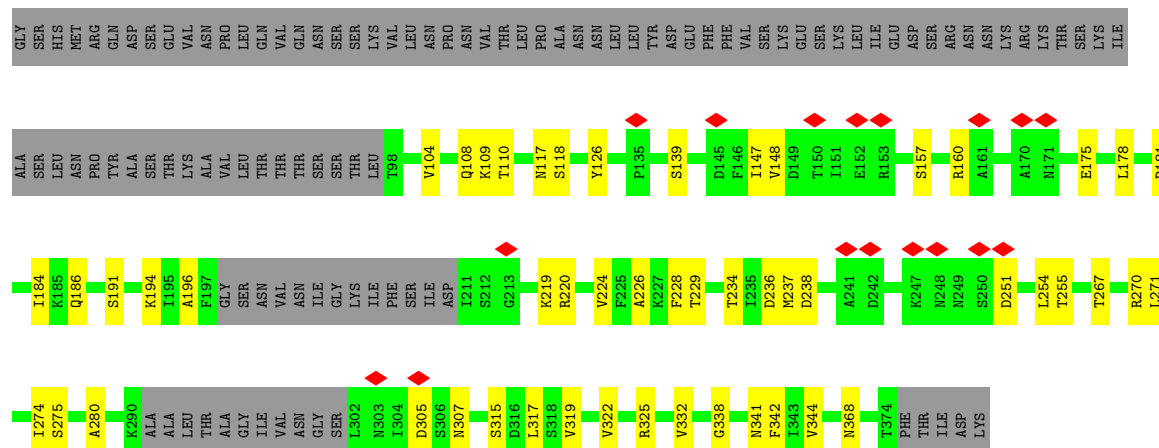 GLY SER HIS MET ARG GLN ASP SER GLU VAL ASN PRO LEU GLN VAL GLN ASN SER SER LYS VAL LEU ASN PRO ASN VAL THR LEU PRO ALA ASN ASN LEU LEU TYR ASP GLU PHE PHE VAL SER LYS GLU SER LYS LEU ILE GLU ASP SER ARG ASN ASN LYS ARG LYS THR SER LYS ILE
ALA SER LEU ASN PRO TYR ALA SER THR LYS ALA VAL LEU THR THR THR SER SER THR LEU T98 V104 Q108 K109 T110 N117 S118 Y126 P135 S139 D145 F146 I147 V148 D149 T150 I151 E152 R153 S157 R160 A161 A170 N171 E175 L178
I184 K185 Q186 S191 K194 I195 A196 F197 GLY SER ASN VAL ASN ILE GLY LYS ILE PHE SER ILE ASP I211 S212 G213 K219 R220 V224 F225 A226 K227 F228 T229 T234 I235 D236 M237 D238 A241 D242 K247 N248 N249 S250 D251 L254 T255 T267 R270 L271
I274 S275 A280 K290 ALA ALA LEU THR ALA GLY ILE VAL ASN GLY SER L302 N303 I304 D305 S306 N307 S315 D316 L317 S318 V319 V322 R325 V332 G338 N341 F342 I343 V344 N368 T374 PHE THR ILE ASP LYS